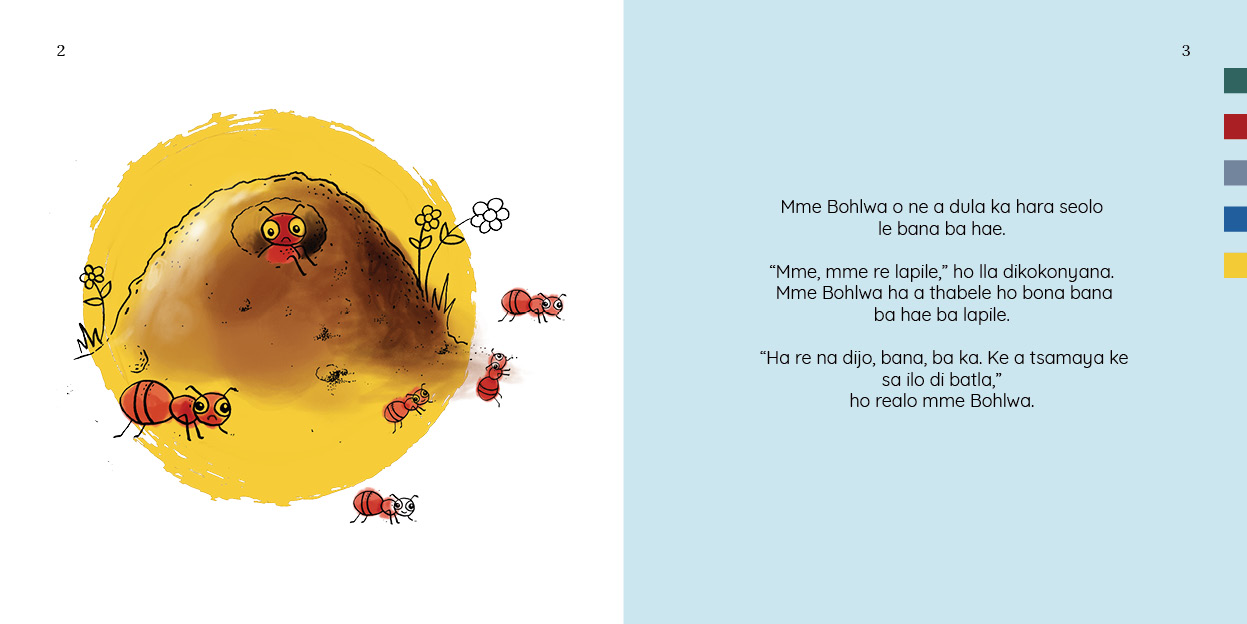 2
3
Mme Bohlwa o ne a dula ka hara seolo
le bana ba hae.
“Mme, mme re lapile,” ho lla dikokonyana.
Mme Bohlwa ha a thabele ho bona bana
ba hae ba lapile.
“Ha re na dijo, bana, ba ka. Ke a tsamaya ke
sa ilo di batla,”
ho realo mme Bohlwa.